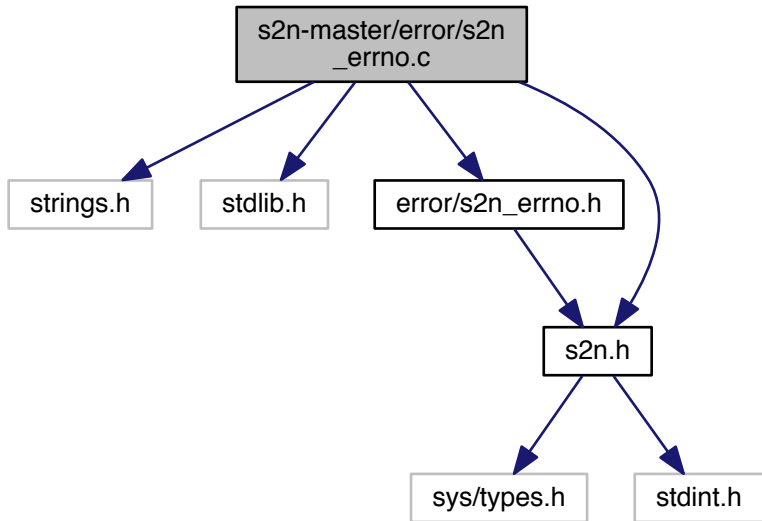 s2n-master/error/s2n
_errno.c
strings.h
stdlib.h
error/s2n_errno.h
s2n.h
sys/types.h
stdint.h